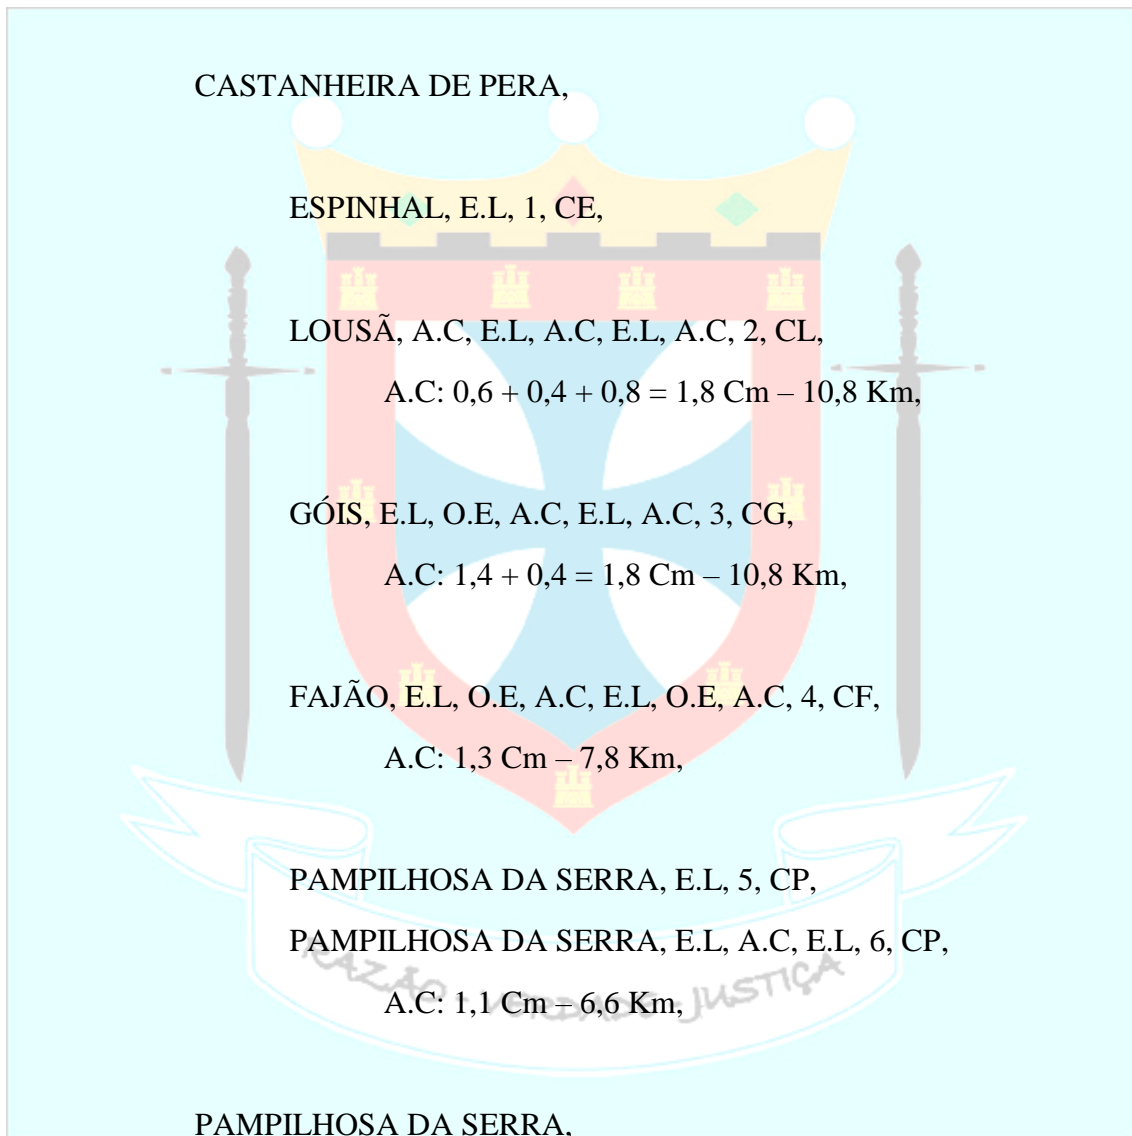 CASTANHEIRA DE PERA,
ESPINHAL, E.L, 1, CE,
LOUSÃ, A.C, E.L, A.C, E.L, A.C, 2, CL,
A.C: 0,6 + 0,4 + 0,8 = 1,8 Cm – 10,8 Km,
GÓIS, E.L, O.E, A.C, E.L, A.C, 3, CG,
A.C: 1,4 + 0,4 = 1,8 Cm – 10,8 Km,
FAJÃO, E.L, O.E, A.C, E.L, O.E, A.C, 4, CF,
A.C: 1,3 Cm – 7,8 Km,
PAMPILHOSA DA SERRA, E.L, 5, CP,
PAMPILHOSA DA SERRA, E.L, A.C, E.L, 6, CP,
A.C: 1,1 Cm – 6,6 Km,
RAZÃO - VERDADE - JUSTIÇA
PAMPILHOSA DA SERRA,